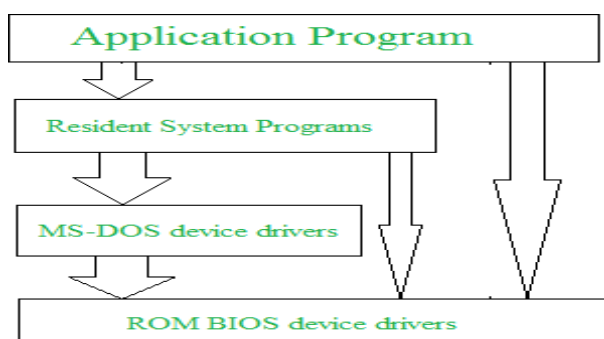 Application Program
Resident System Programs
MS-DOS device drivers
ROM BIOS device drivers